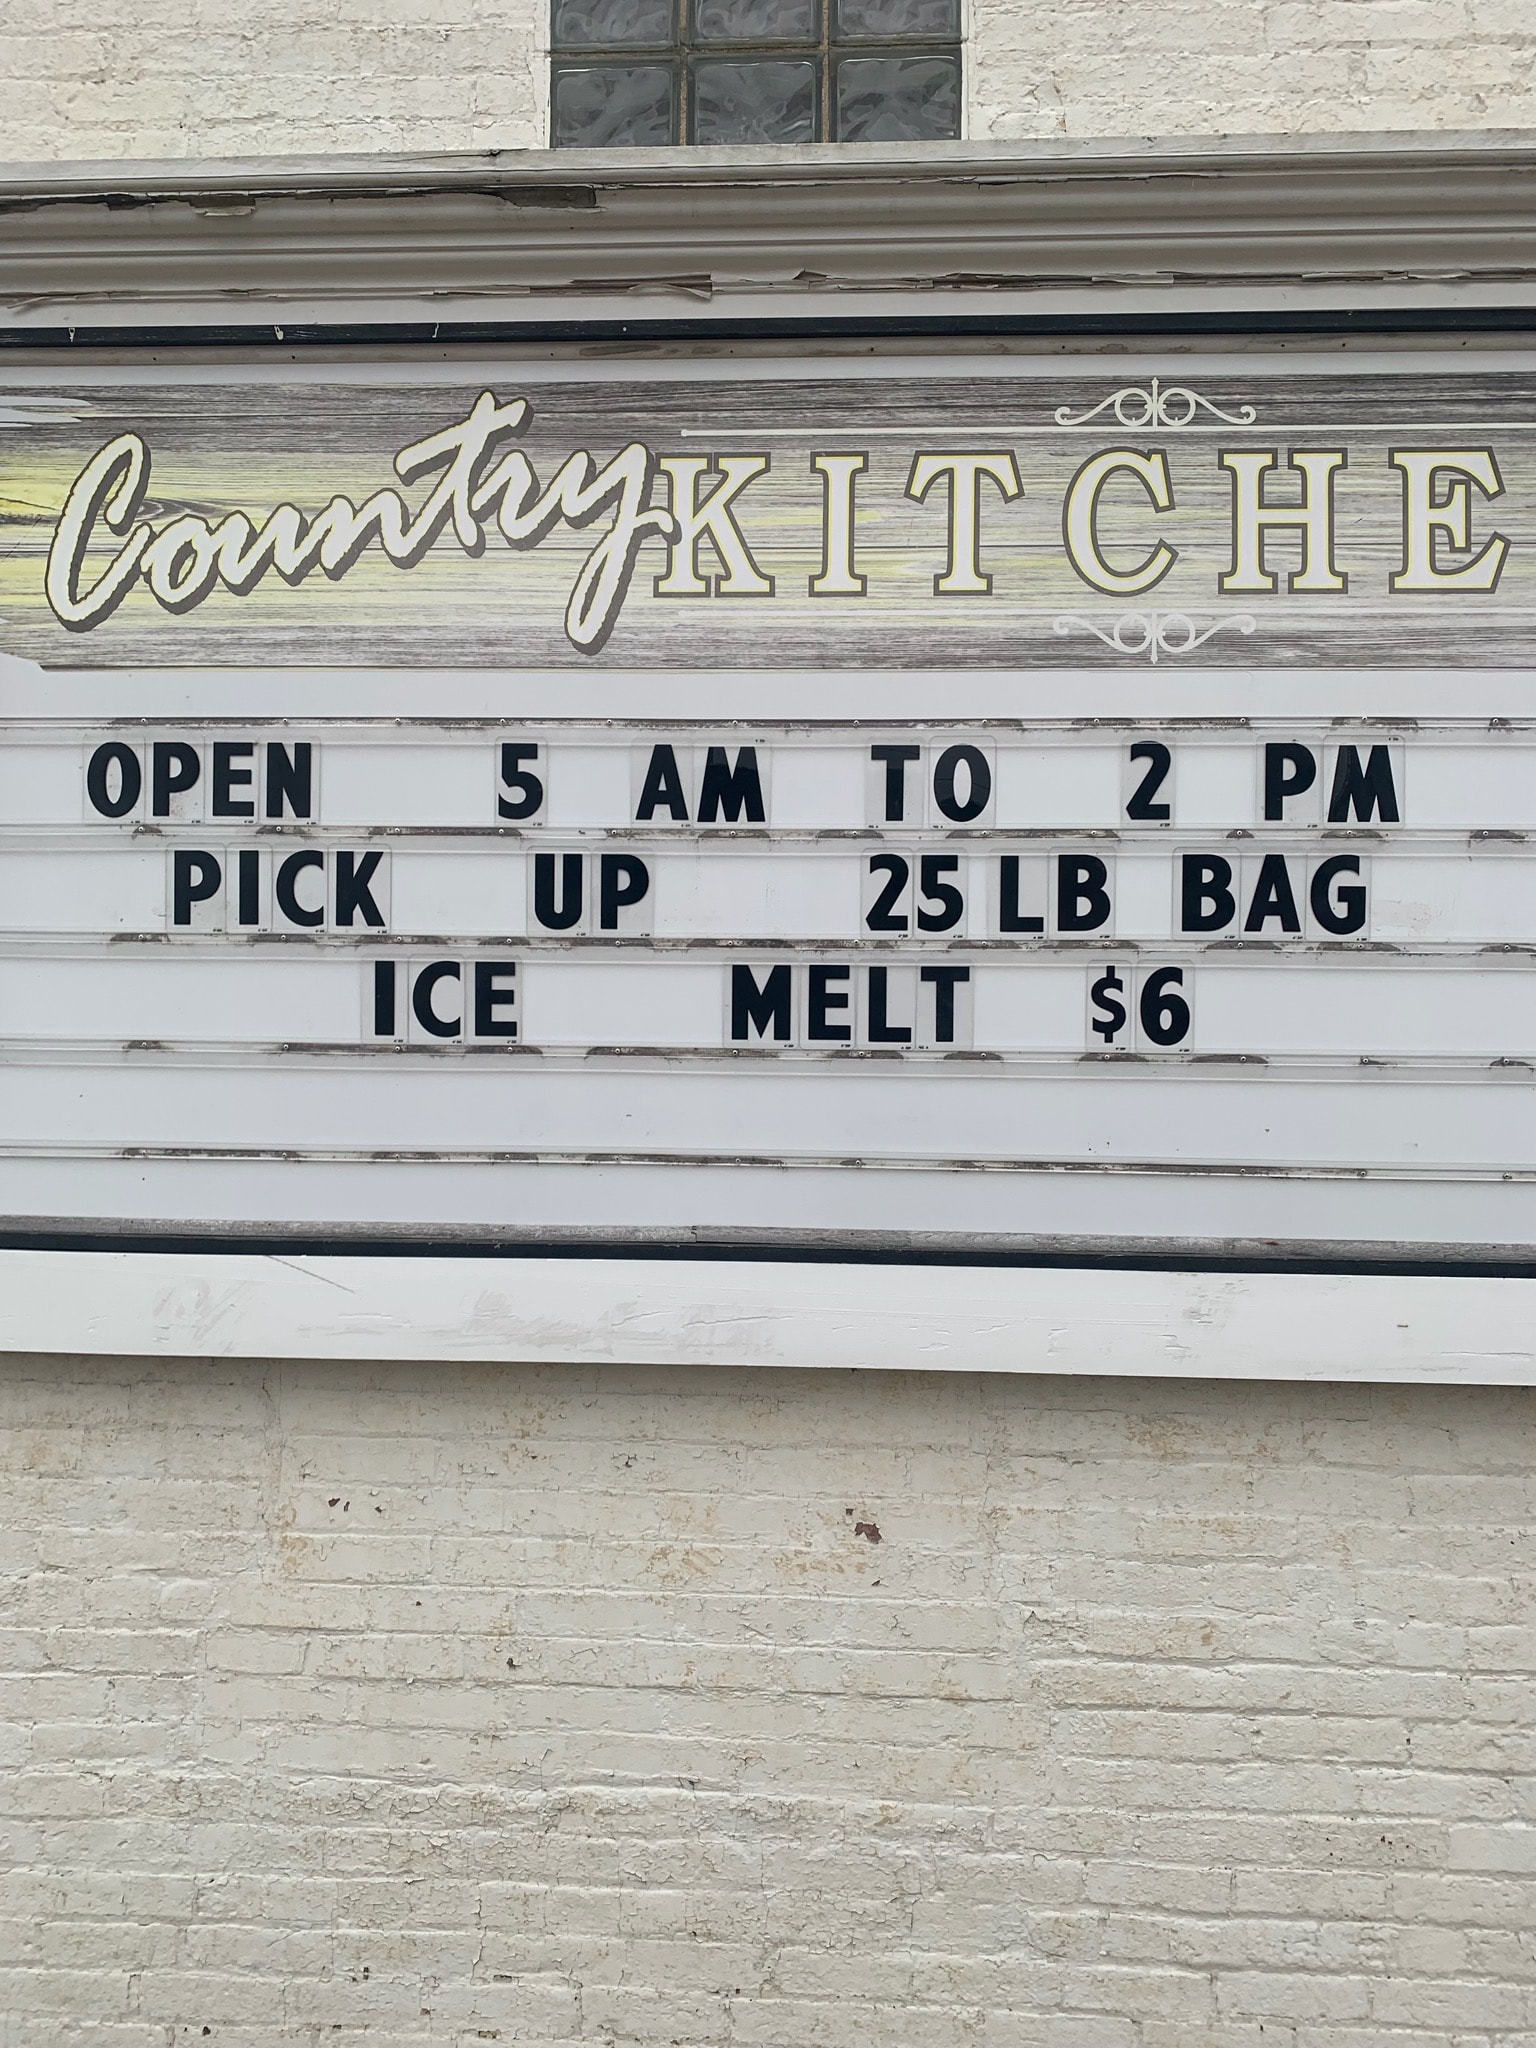 Country KITCHE
OPEN 5 AM TO 2 PM
PICK UP 25 LB BAG
ICE MELT $6